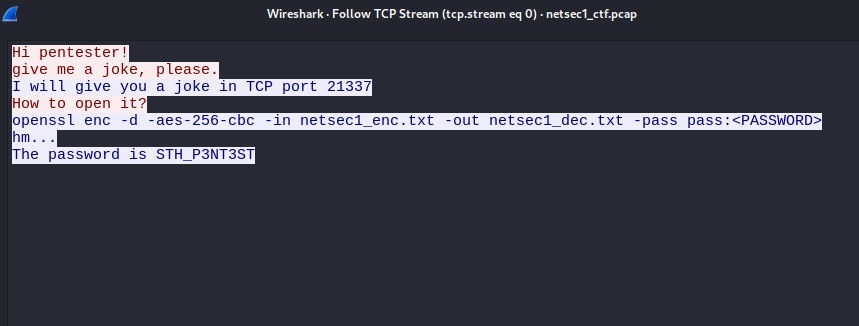 Wireshark · Follow TCP Stream (tcp.stream eq 0) · netsec1_ctf.pcap
Hi pentester!
give me a joke, please.
I will give you a joke in TCP port 21337
How to open it?
openssl enc -d -aes-256-cbc -in netsec1_enc.txt -out netsec1_dec.txt -pass pass:<PASSWORD>
hm...
The password is STH_P3NT3ST